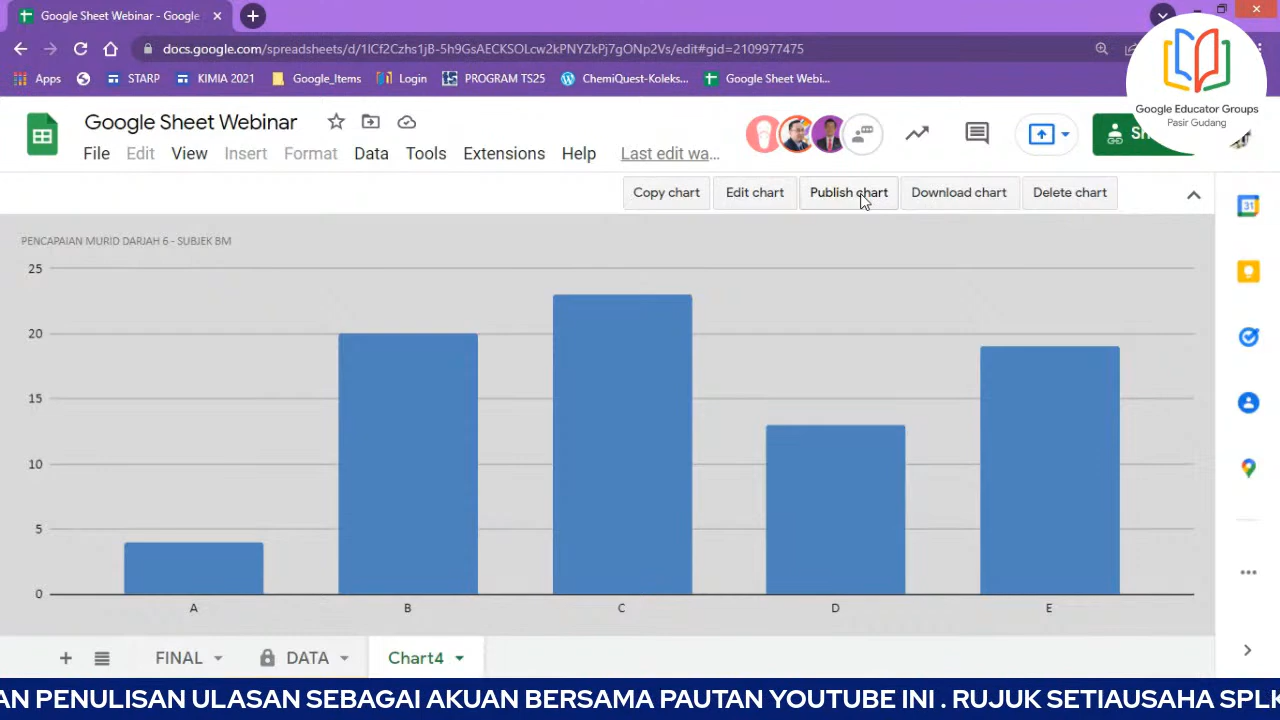 Google Sheet Webinar - Google
docs.google.com/spreadsheets/d/1lCf2Czhs1jB-5h9GsAECKSOLcw2kPNYZkPj7gONp2Vs/edit#gid=2109977475
Apps STARP KIMIA 2021 Google_Items Login PROGRAM TS25 ChemiQuest-Koleks... Google Sheet Webi...
Google Educator Groups
Pasir Gudang
Google Sheet Webinar
File Edit View Insert Format Data Tools Extensions Help Last edit wa...
Copy chart Edit chart Publish chart Download chart Delete chart
31
PENCAPAIAN MURID DARJAH 6 - SUBJEK BM
25
20
15
10
5
0
A B C D E
FINAL DATA Chart4
AN PENULISAN ULASAN SEBAGAI AKUAN BERSAMA PAUTAN YOUTUBE INI . RUJUK SETIAUSAHA